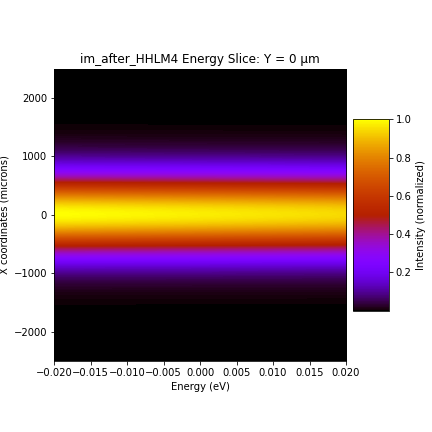 im_after_HHLM4 Energy Slice: Y = 0 μm
X coordinates (microns)
2000
1000
0
−1000
−2000
−0.020 −0.015 −0.010 −0.005 0.000 0.005 0.010 0.015 0.020
Energy (eV)
1.0
0.8
0.6
0.4
0.2
Intensity (normalized)